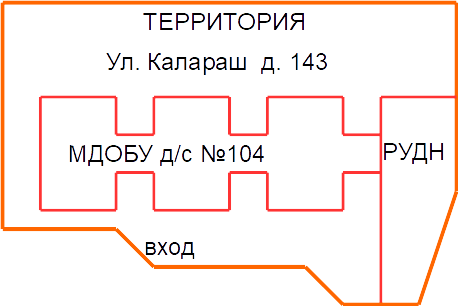 ТЕРРИТОРИЯ
Ул. Калараш д. 143
МДОБУ д/с №104
РУДН
вход